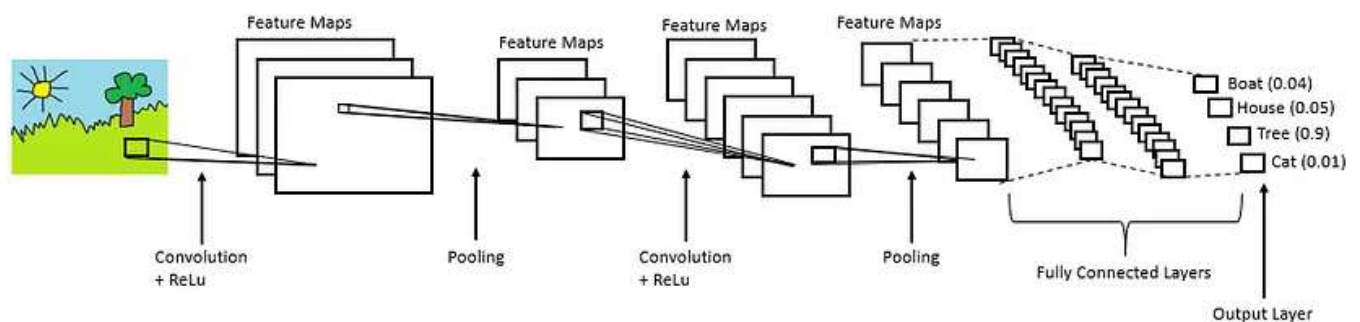 Feature Maps
Feature Maps
Feature Maps
Feature Maps
Boat (0.04)
House (0.05)
Tree (0.9)
Cat (0.01)
Convolution
+ ReLu
Pooling
Convolution
+ ReLu
Pooling
Fully Connected Layers
Output Layer